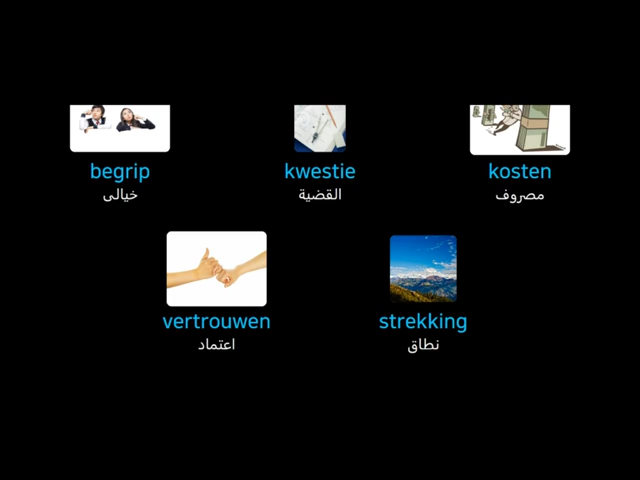 begrip
خیالی
kwestie
القضية
kosten
مصروف
vertrouwen
اعتماد
strekking
نطاق